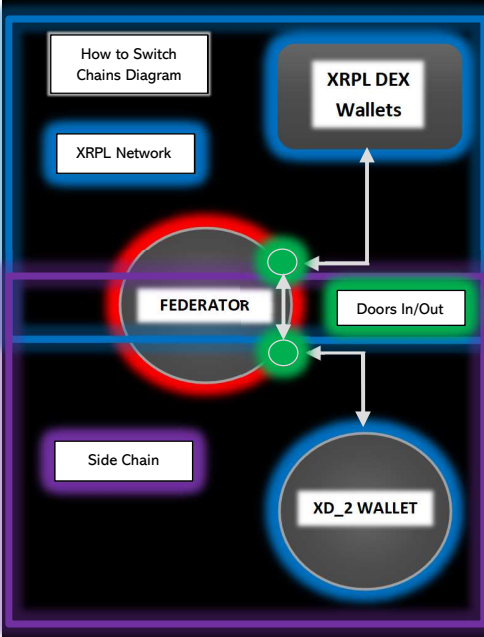 How to Switch
Chains Diagram
XRPL DEX
Wallets
XRPL Network
FEDERATOR
Doors In/Out
Side Chain
XD_2 WALLET